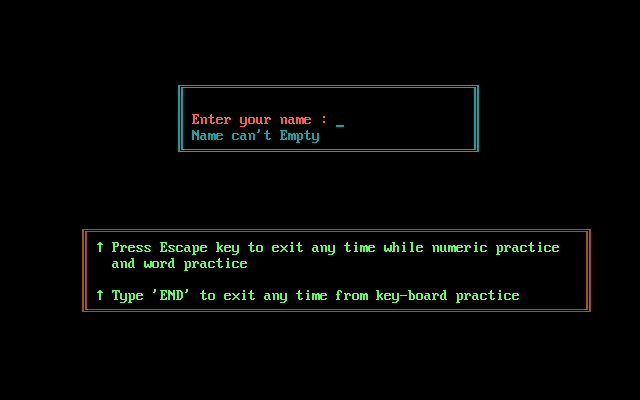 Enter your name : _
Name can't Empty
↑ Press Escape key to exit any time while numeric practice
and word practice
↑ Type 'END' to exit any time from key-board practice